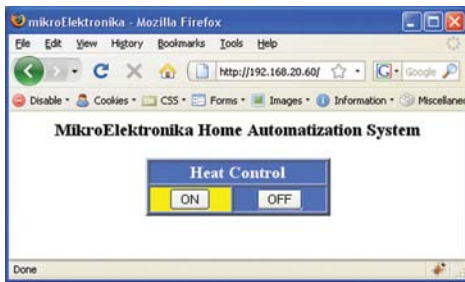 mikroElektronika - Mozilla Firefox
File Edit View History Bookmarks Tools Help
http://192.168.20.60/ Google
Disable Cookies CSS Forms Images Information Miscellane
MikroElektronika Home Automatization System
Heat Control
ON OFF
Done